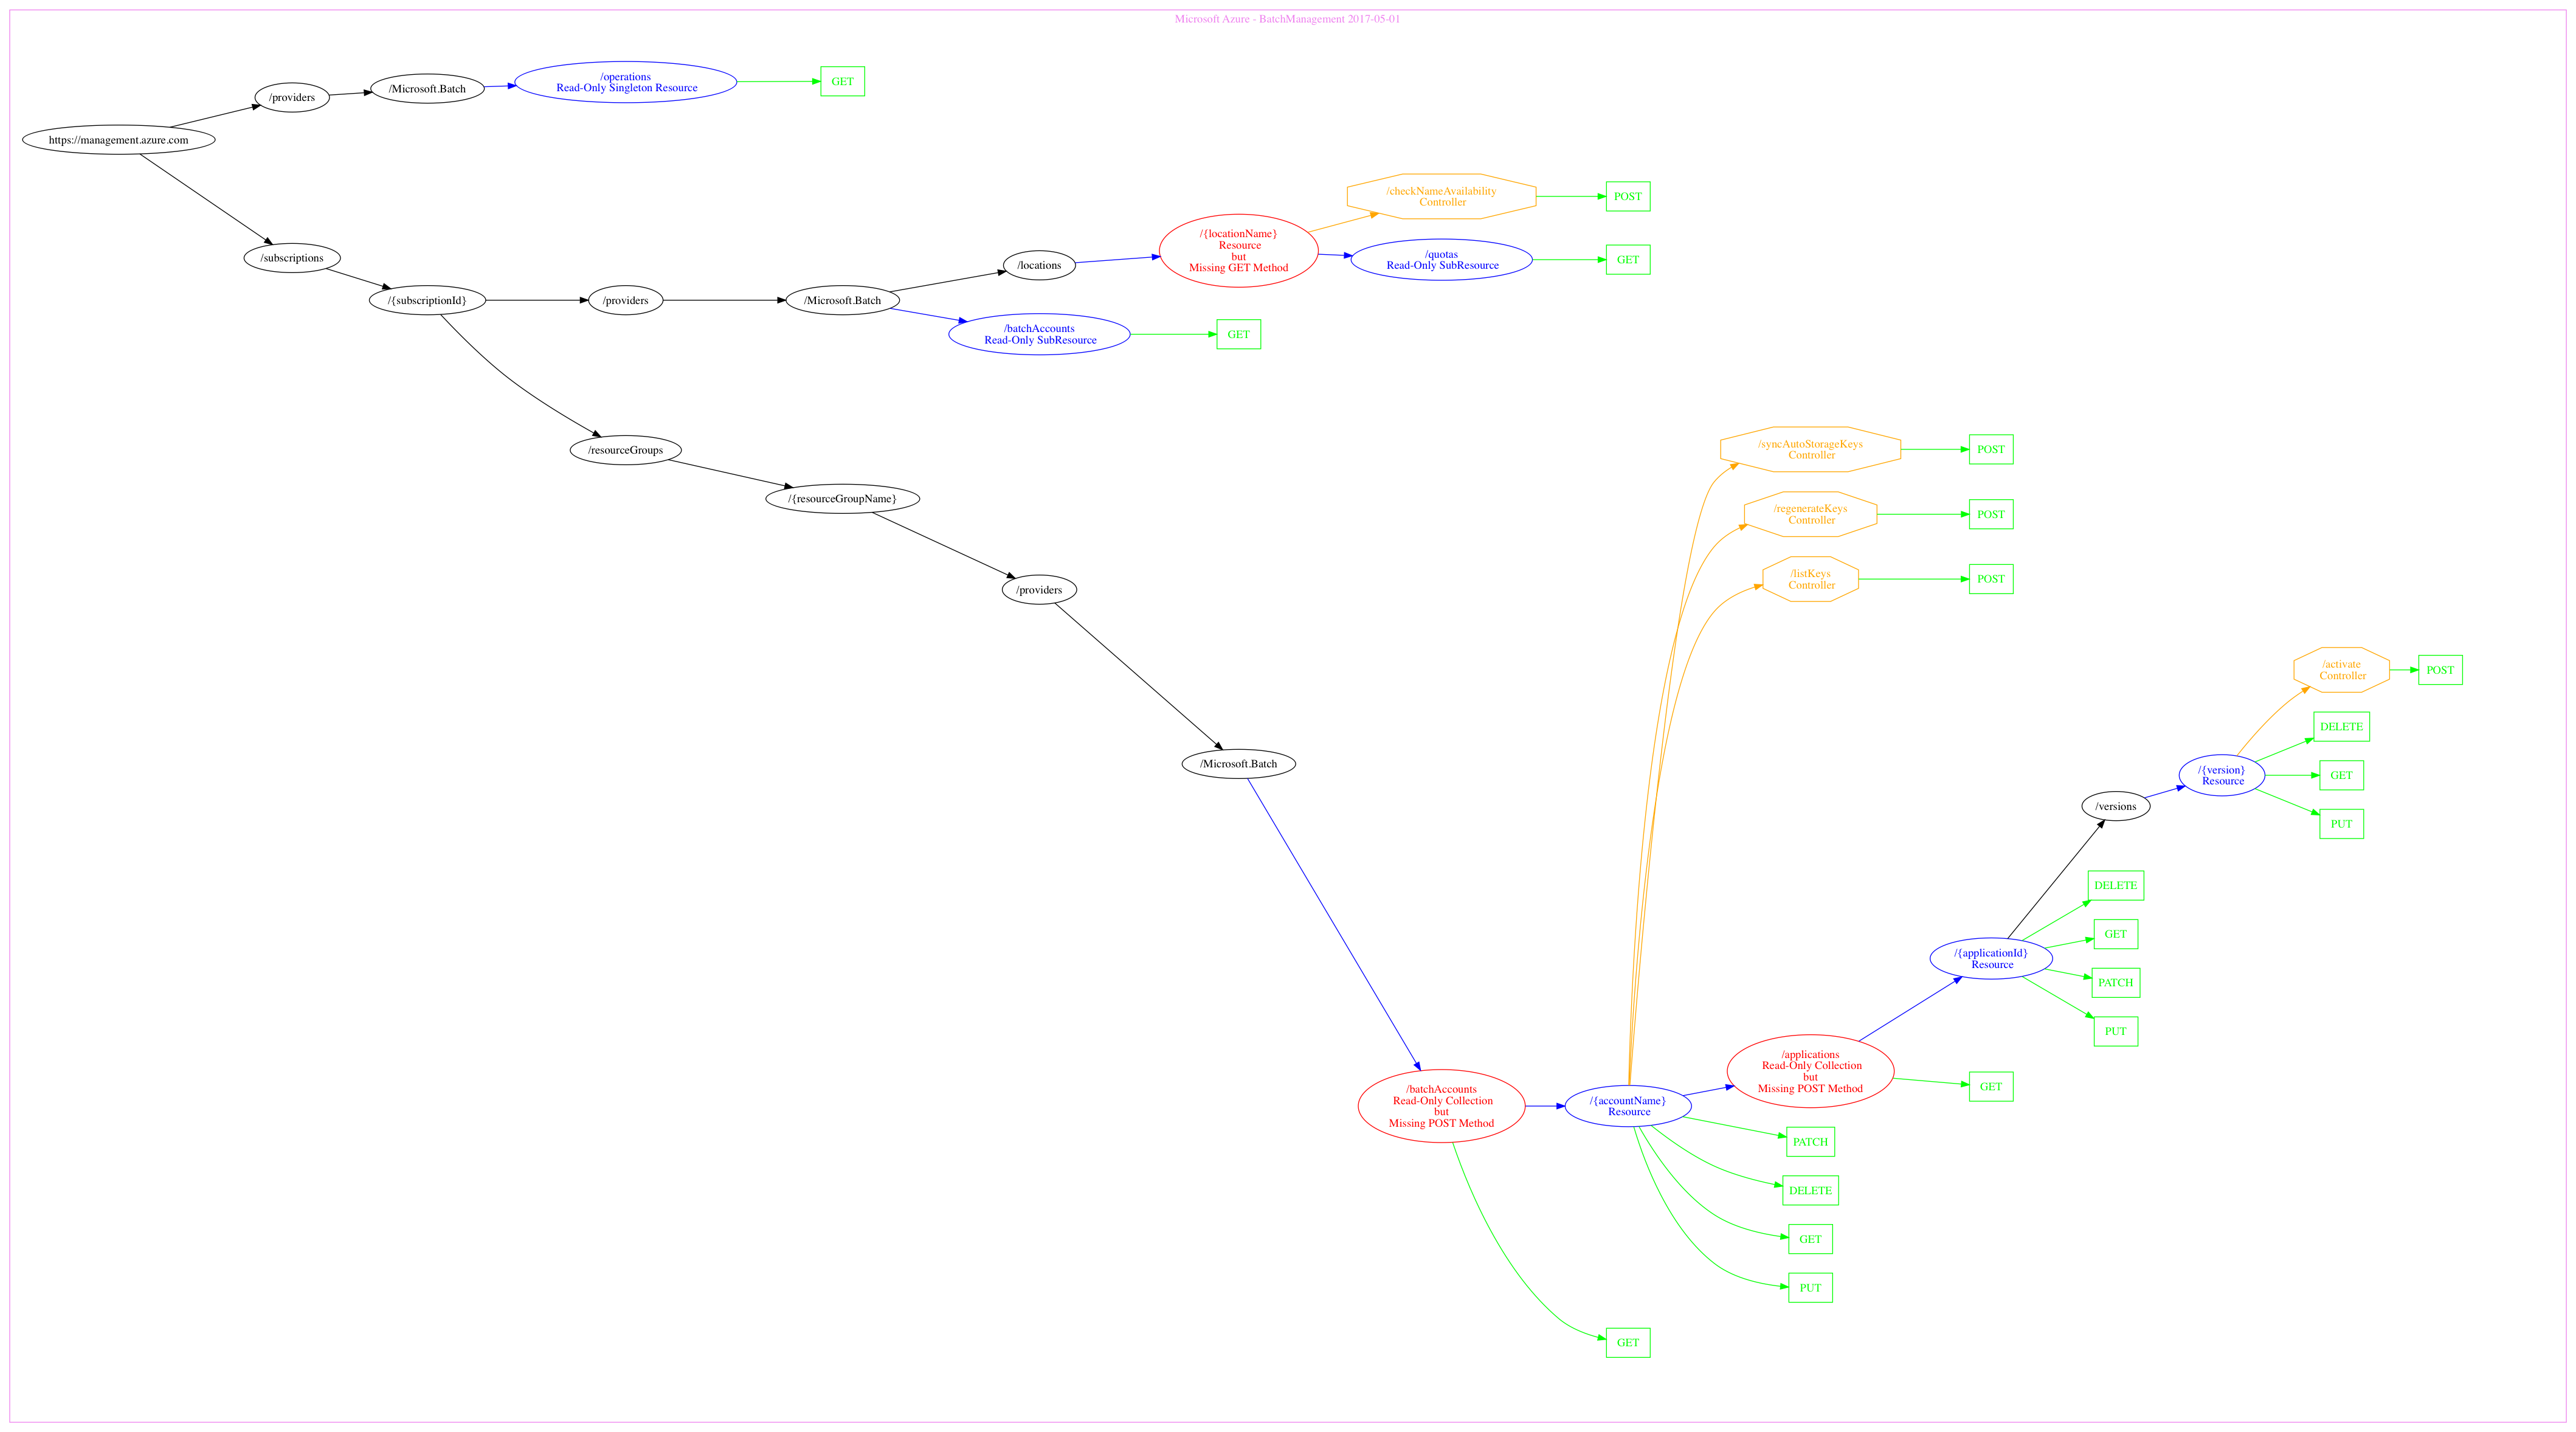 Microsoft Azure - BatchManagement 2017-05-01
/operations
Read-Only Singleton Resource
GET
/providers
/Microsoft.Batch
https://management.azure.com
/checkNameAvailability
Controller
POST
/{locationName}
Resource
but
Missing GET Method
/quotas
Read-Only SubResource
GET
/locations
/subscriptions
/{subscriptionId}
/providers
/Microsoft.Batch
/batchAccounts
Read-Only SubResource
GET
/resourceGroups
/syncAutoStorageKeys
Controller
POST
/{resourceGroupName}
/regenerateKeys
Controller
POST
/providers
/listKeys
Controller
POST
/activate
Controller
POST
DELETE
/Microsoft.Batch
/{version}
Resource
GET
/versions
PUT
DELETE
GET
/{applicationId}
Resource
PATCH
PUT
/applications
Read-Only Collection
but
Missing POST Method
GET
/batchAccounts
Read-Only Collection
but
Missing POST Method
/{accountName}
Resource
PATCH
DELETE
GET
PUT
GET